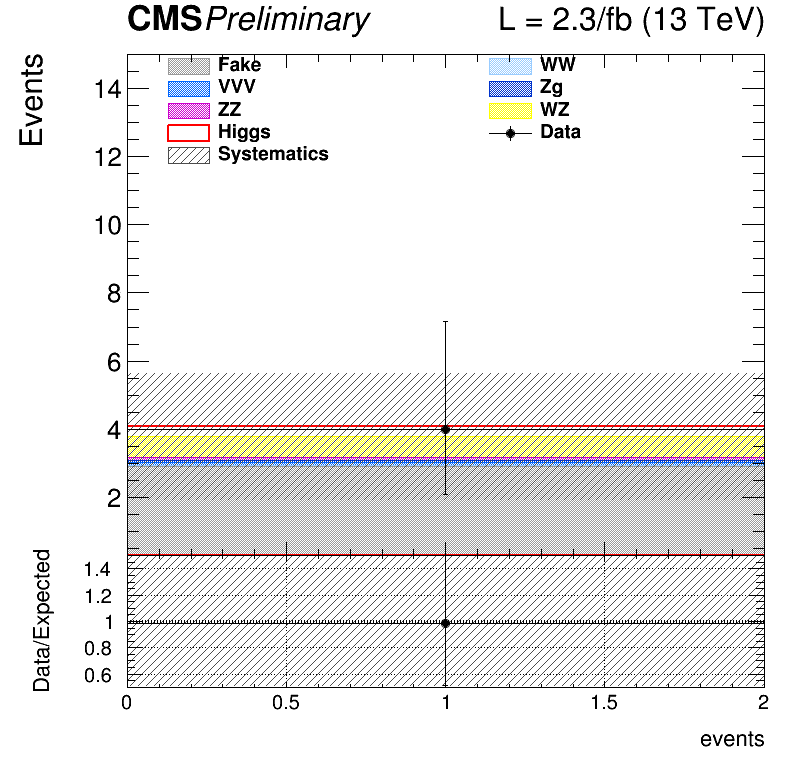 CMS Preliminary L = 2.3/fb (13 TeV)
Events
14
12
10
8
6
4
2
Fake WW
VVV Zg
ZZ WZ
Higgs Data
Systematics
Data/Expected
1.4
1.2
1
0.8
0.6
0 0.5 1 1.5 2
events